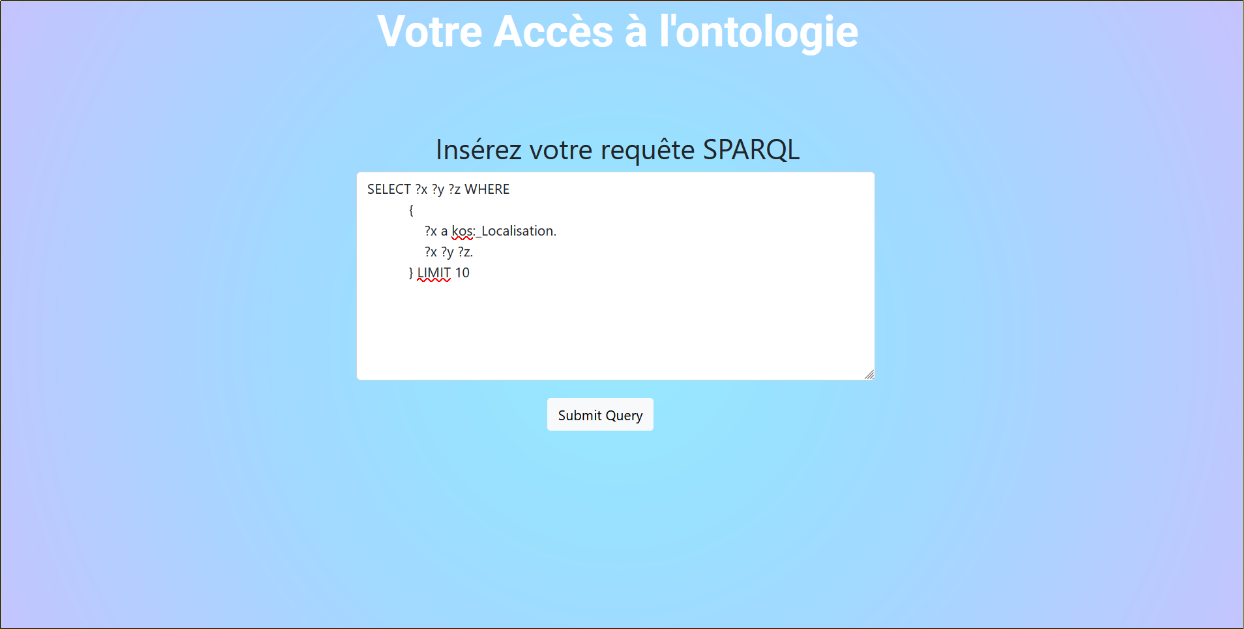 Votre Accès à l'ontologie
Insérez votre requête SPARQL
SELECT ?x ?y ?z WHERE
{
?x a kos:_Localisation.
?x ?y ?z.
} LIMIT 10
Submit Query